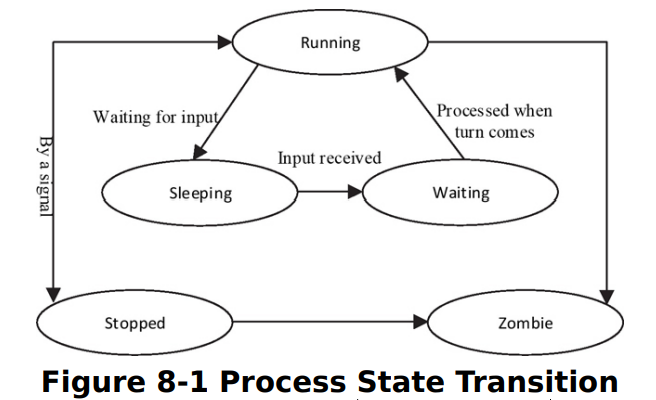 Running
Waiting for input
Processed when
turn comes
By a signal
Input received
Sleeping
Waiting
Stopped
Zombie
Figure 8-1 Process State Transition